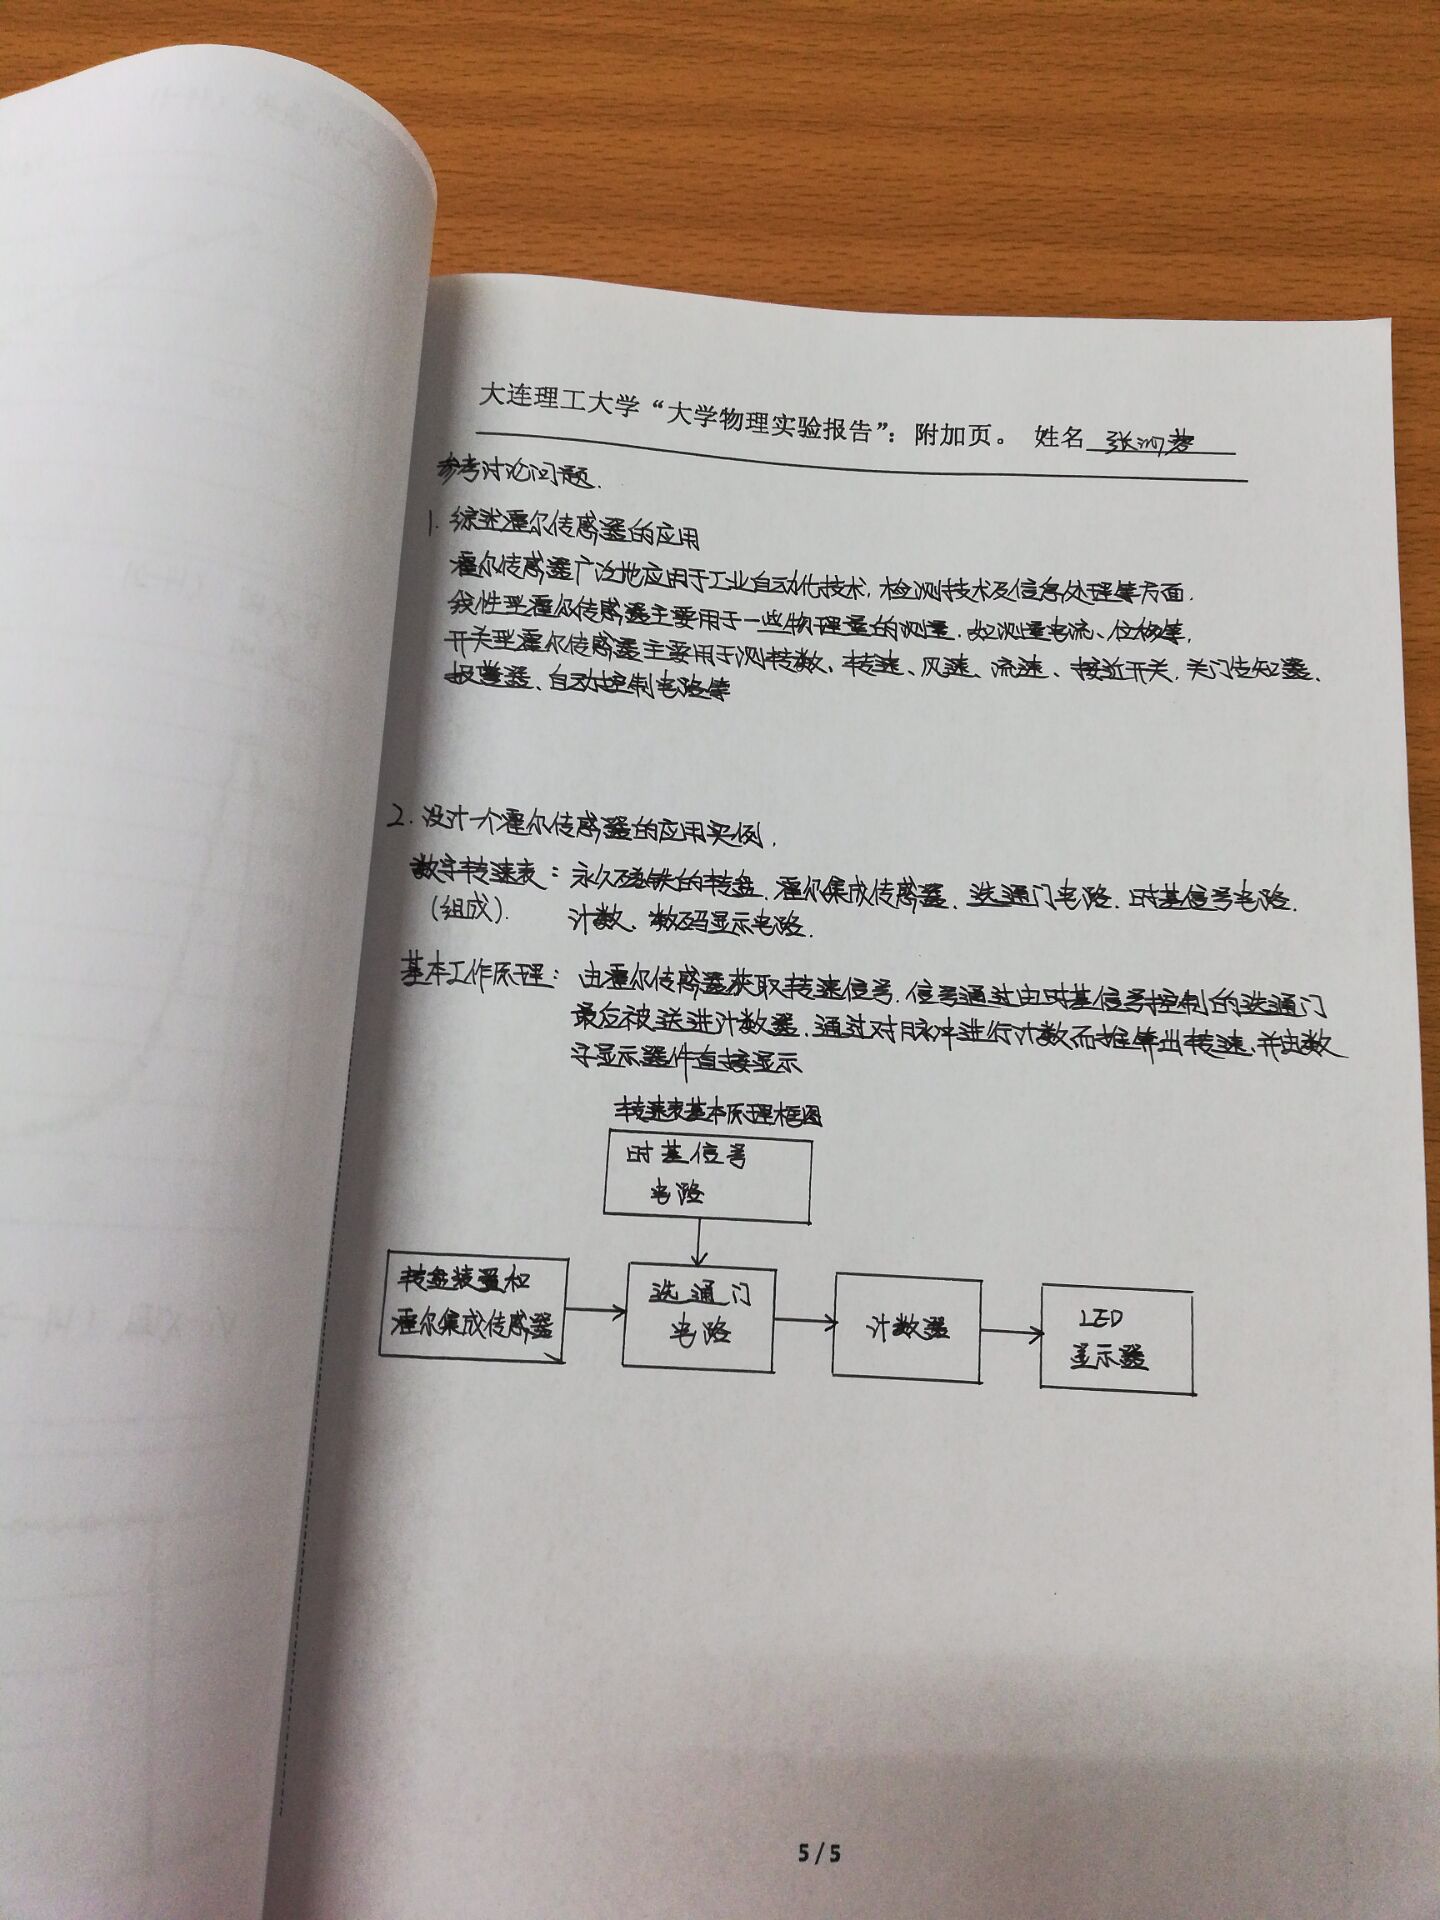 大连理工大学“大学物理实验报告”：附加页。 姓名 张
参考讨论问题.
1. 综述霍尔传感器的应用
霍尔传感器广泛地应用于工业自动化技术, 检测技术及信息处理等方面.
线性型霍尔传感器主要用于一些物理量的测量. 如测量电流、位移等,
开关型霍尔传感器主要用于测转数、转速、风速、流速、接近开关, 关门告知器、
报警器、自动控制电路等
2. 设计一个霍尔传感器的应用实例.
数字转速表： 永久磁铁的转盘、霍尔集成传感器、选通门电路、时基信号电路.
(组成). 计数、数码显示电路.
基本工作原理： 由霍尔传感器获取转速信号. 信号通过由时基信号控制的选通门
最后被送进计数器, 通过对脉冲进行计数而推算出转速, 并由数
字显示器件直接显示
转速表基本原理框图
时基信号
电路
转盘装置和
霍尔集成传感器
选通门
电路
计数器
LED
显示器
5 / 5